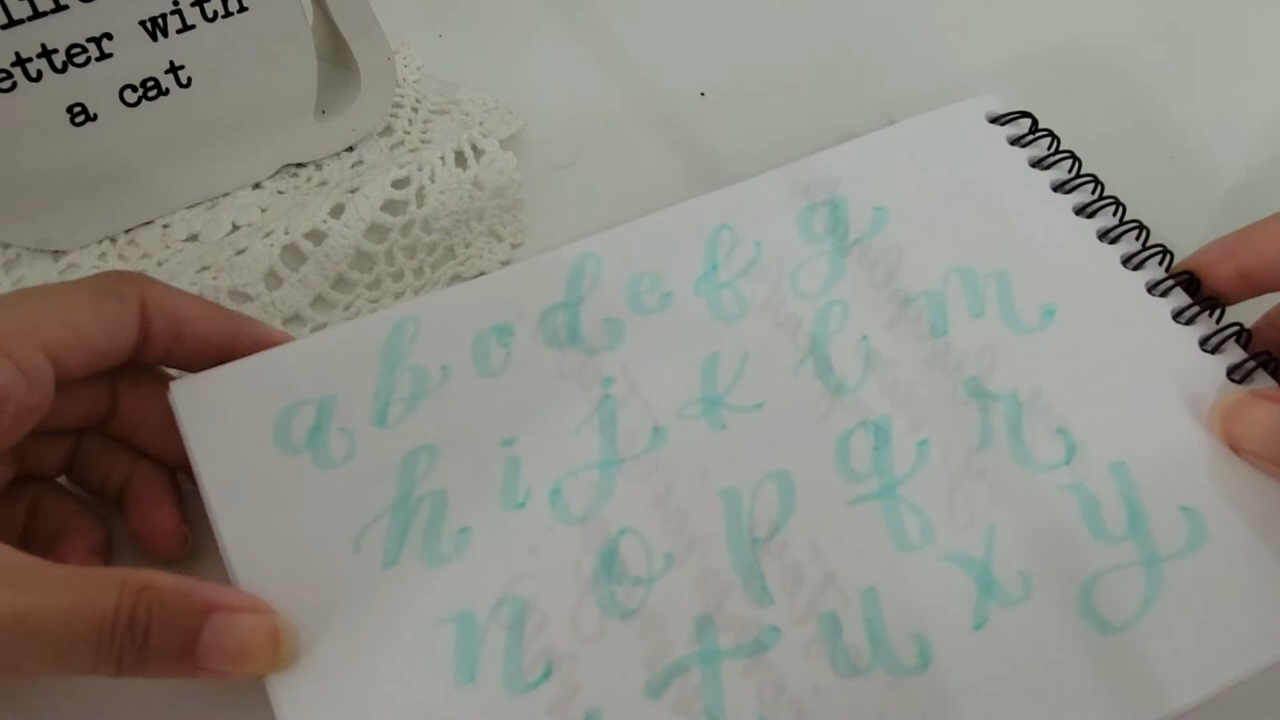 etter with
a cat
a b c d e f g
h i j k l m
n o p q r
t u x y